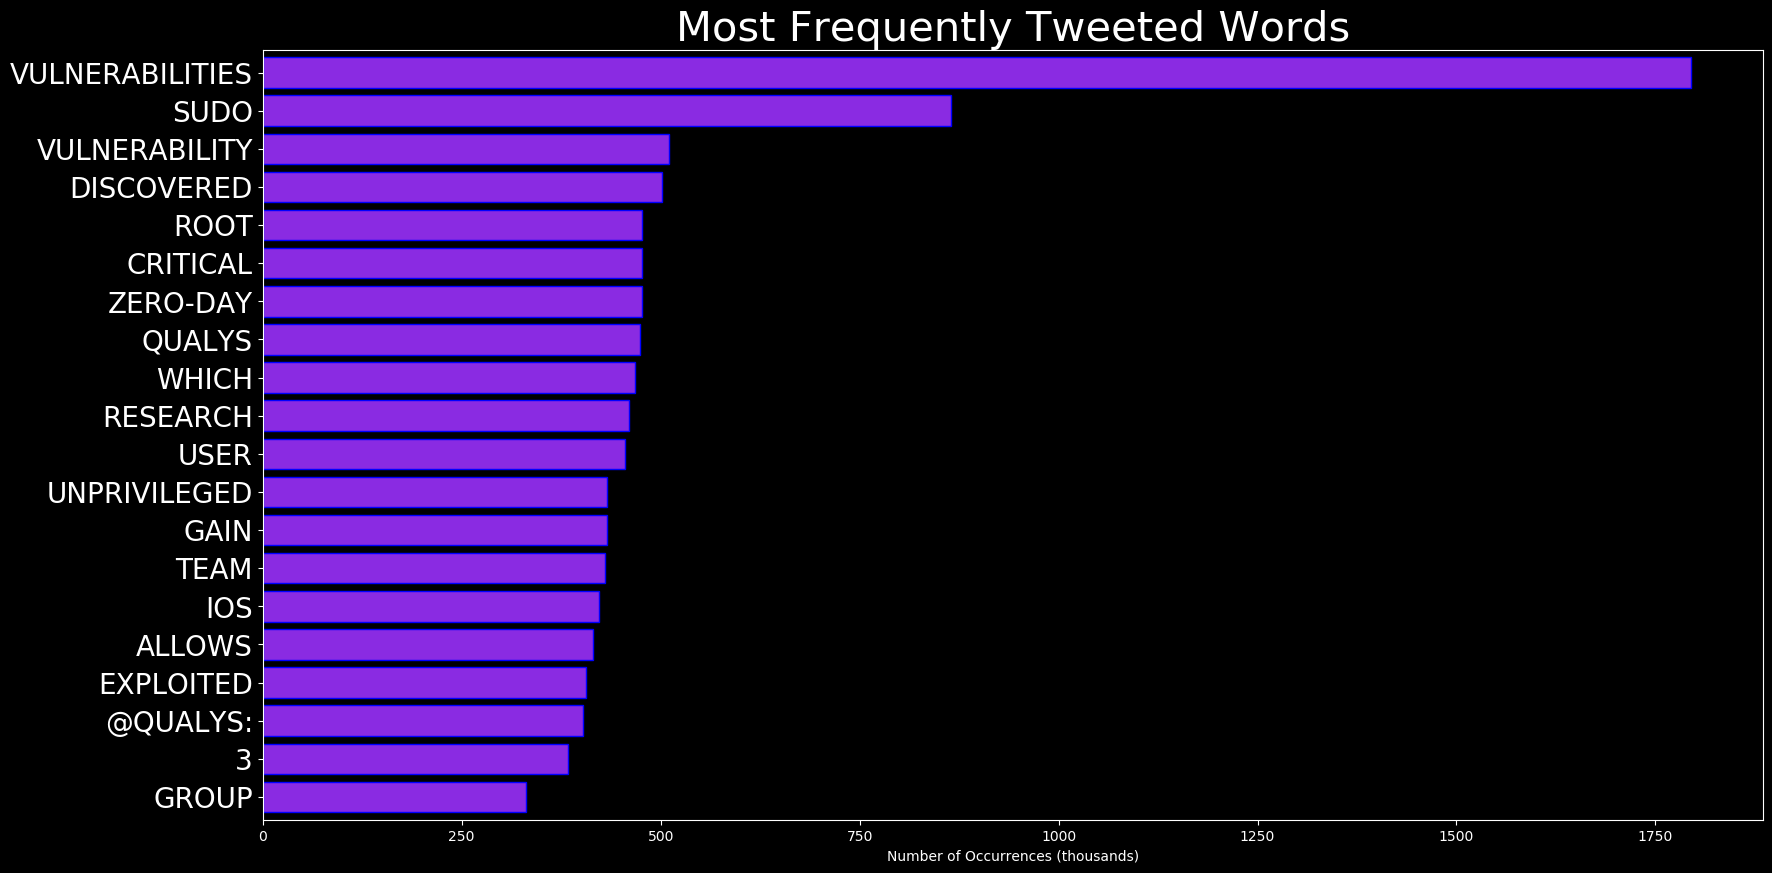 Most Frequently Tweeted Words
VULNERABILITIES
SUDO
VULNERABILITY
DISCOVERED
ROOT
CRITICAL
ZERO-DAY
QUALYS
WHICH
RESEARCH
USER
UNPRIVILEGED
GAIN
TEAM
IOS
ALLOWS
EXPLOITED
@QUALYS:
3
GROUP
0 250 500 750 1000 1250 1500 1750
Number of Occurrences (thousands)